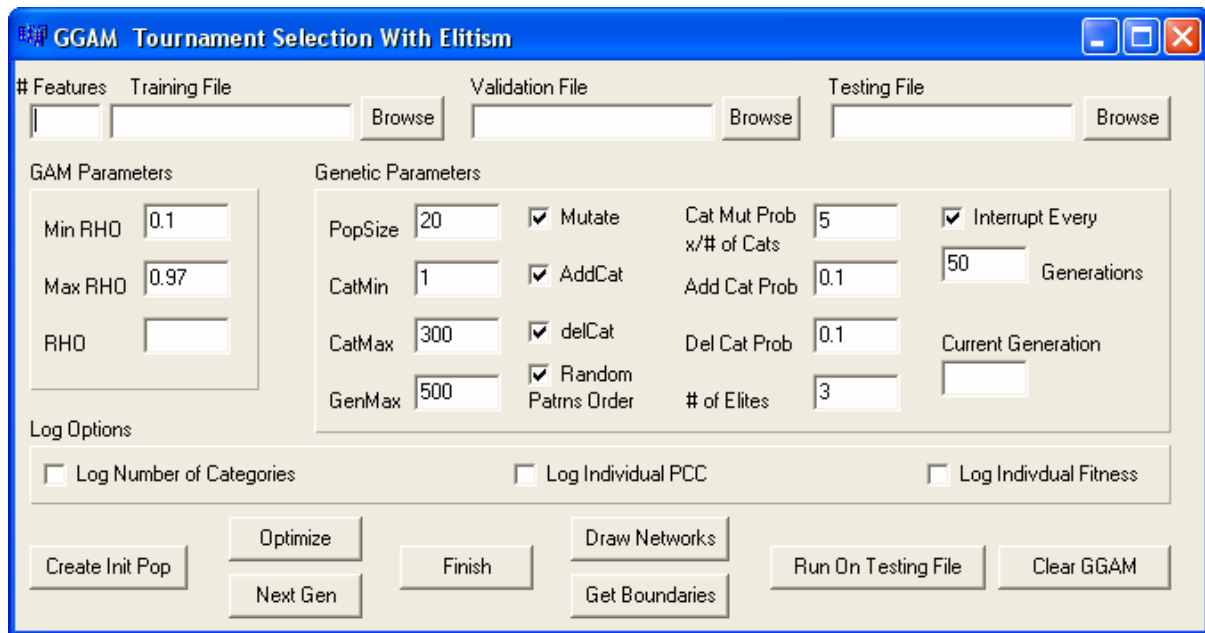 GGAM Tournament Selection With Elitism
# Features Training File Validation File Testing File
Browse Browse Browse
GAM Parameters Genetic Parameters
Min RHO 0.1
Max RHO 0.97
RHO
PopSize 20
CatMin 1
CatMax 300
GenMax 500
Mutate
AddCat
delCat
Random
Patrns Order
Cat Mut Prob 5
x/# of Cats
Add Cat Prob 0.1
Del Cat Prob 0.1
# of Elites 3
Interrupt Every
50 Generations
Current Generation
Log Options
Log Number of Categories Log Individual PCC Log Indivdual Fitness
Create Init Pop
Optimize
Next Gen
Finish
Draw Networks
Get Boundaries
Run On Testing File
Clear GGAM